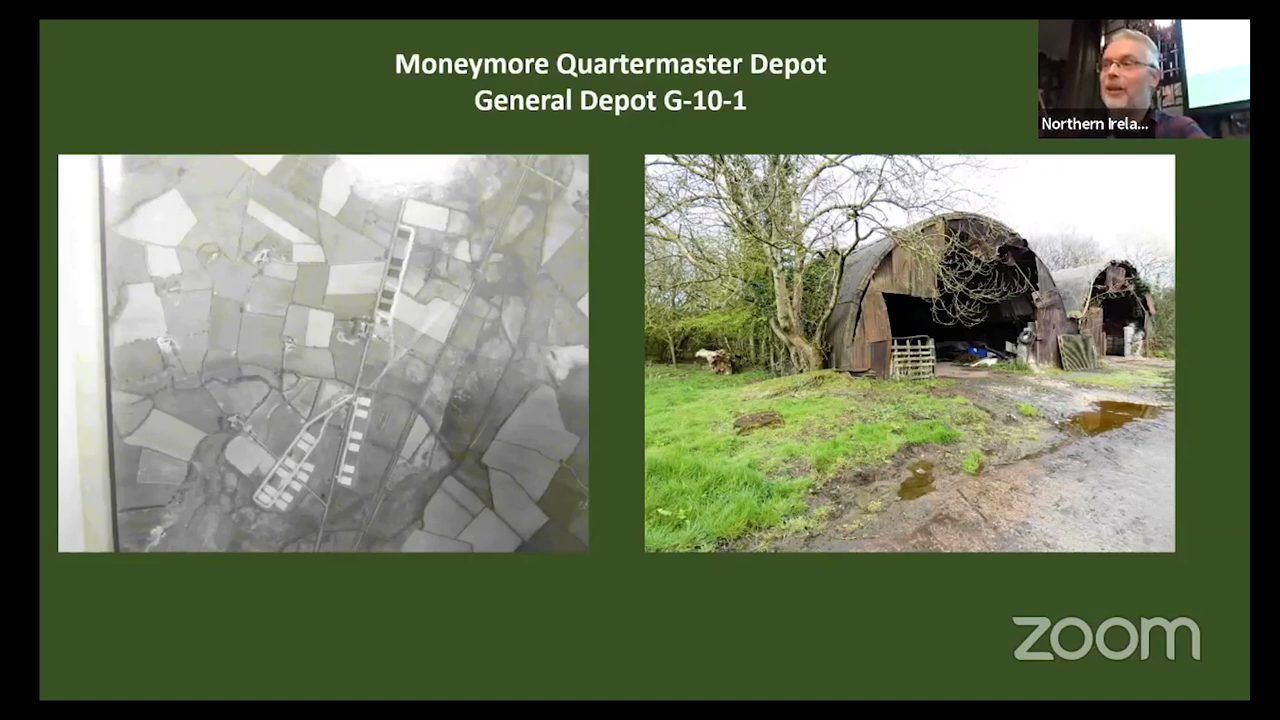 Moneymore Quartermaster Depot
General Depot G-10-1
Northern Irela...
zoom